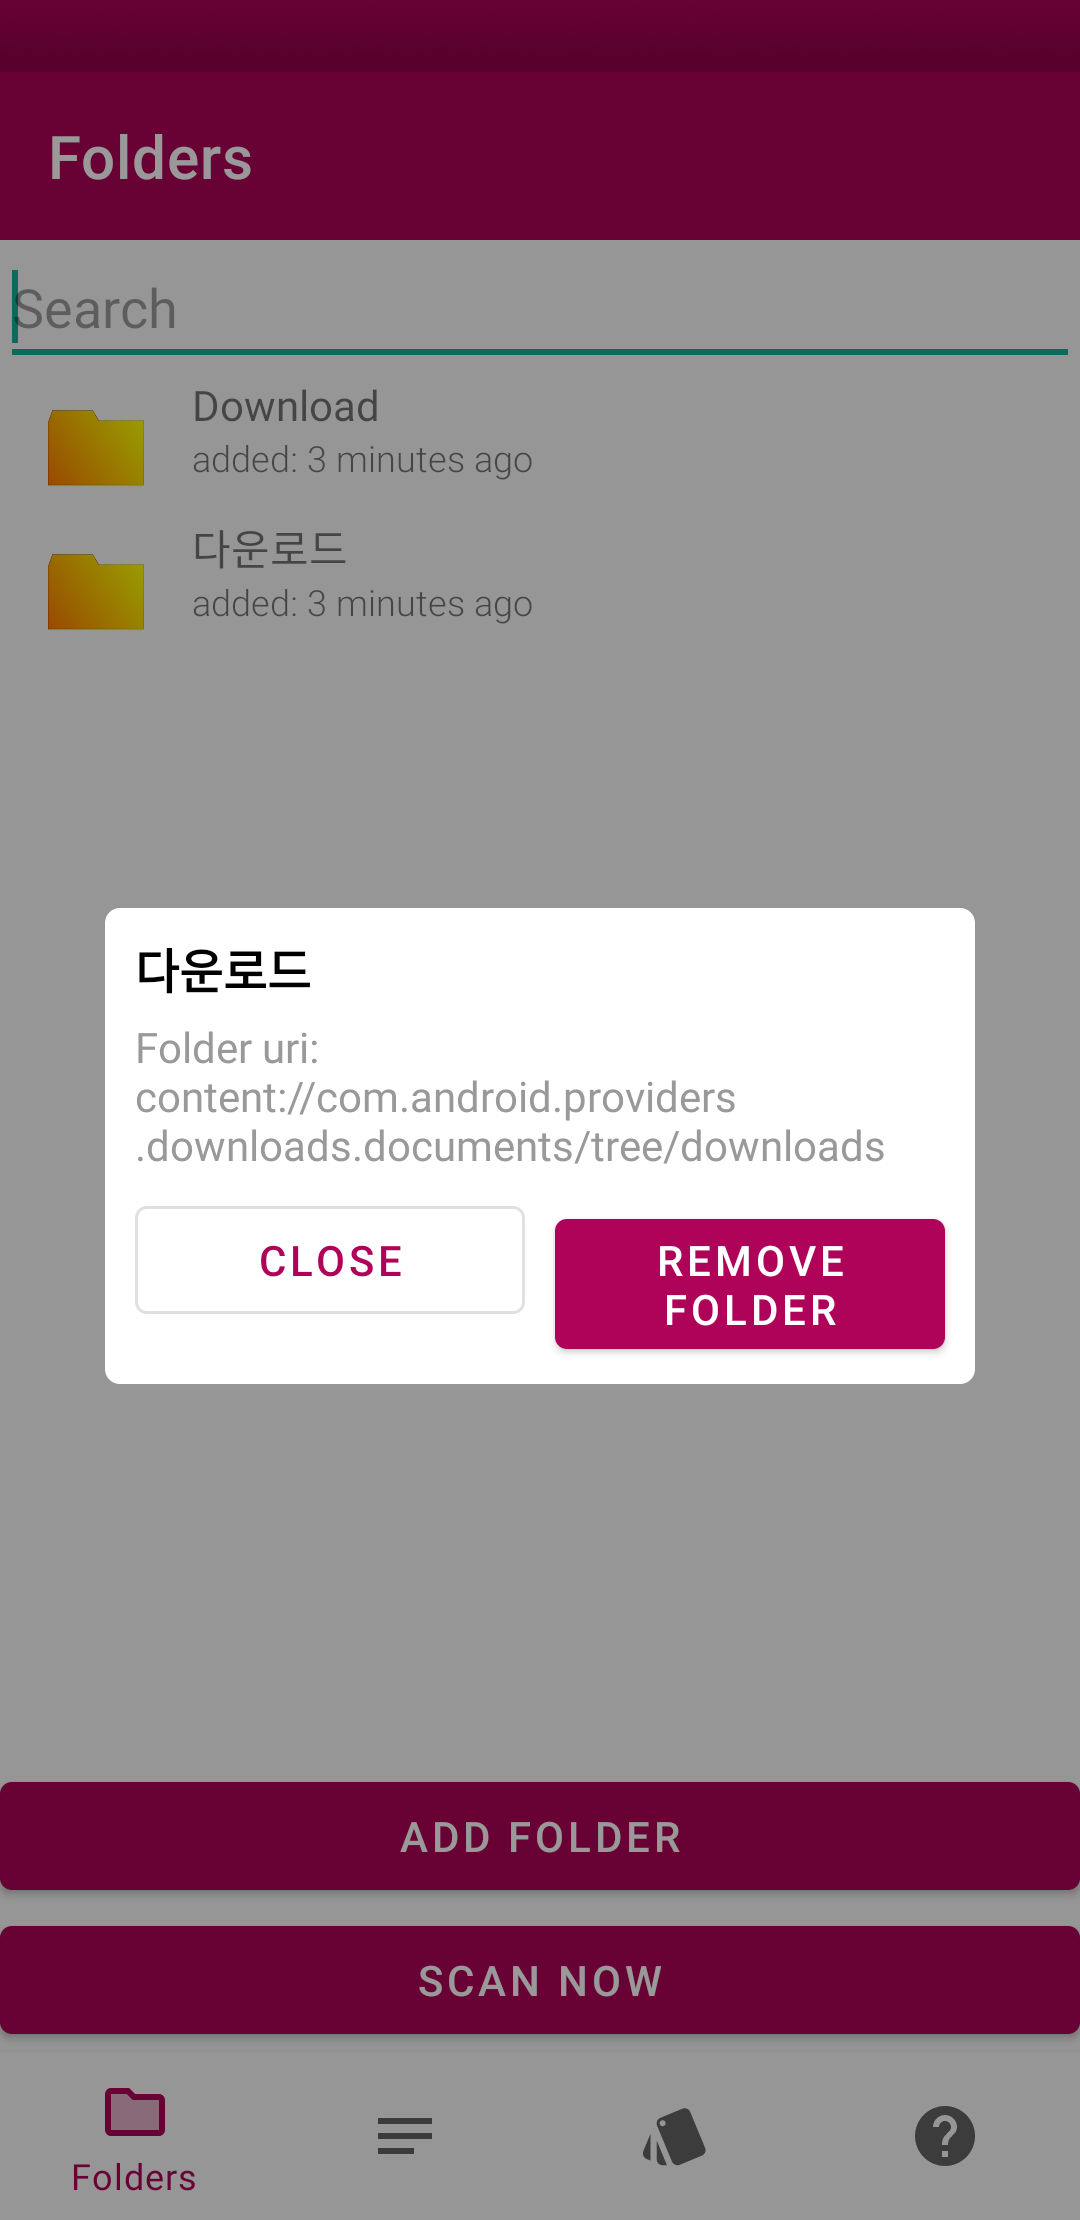 Folders
Search
Download
added: 3 minutes ago
다운로드
added: 3 minutes ago
다운로드
Folder uri:
content://com.android.providers
.downloads.documents/tree/downloads
CLOSE
REMOVE
FOLDER
ADD FOLDER
SCAN NOW
Folders